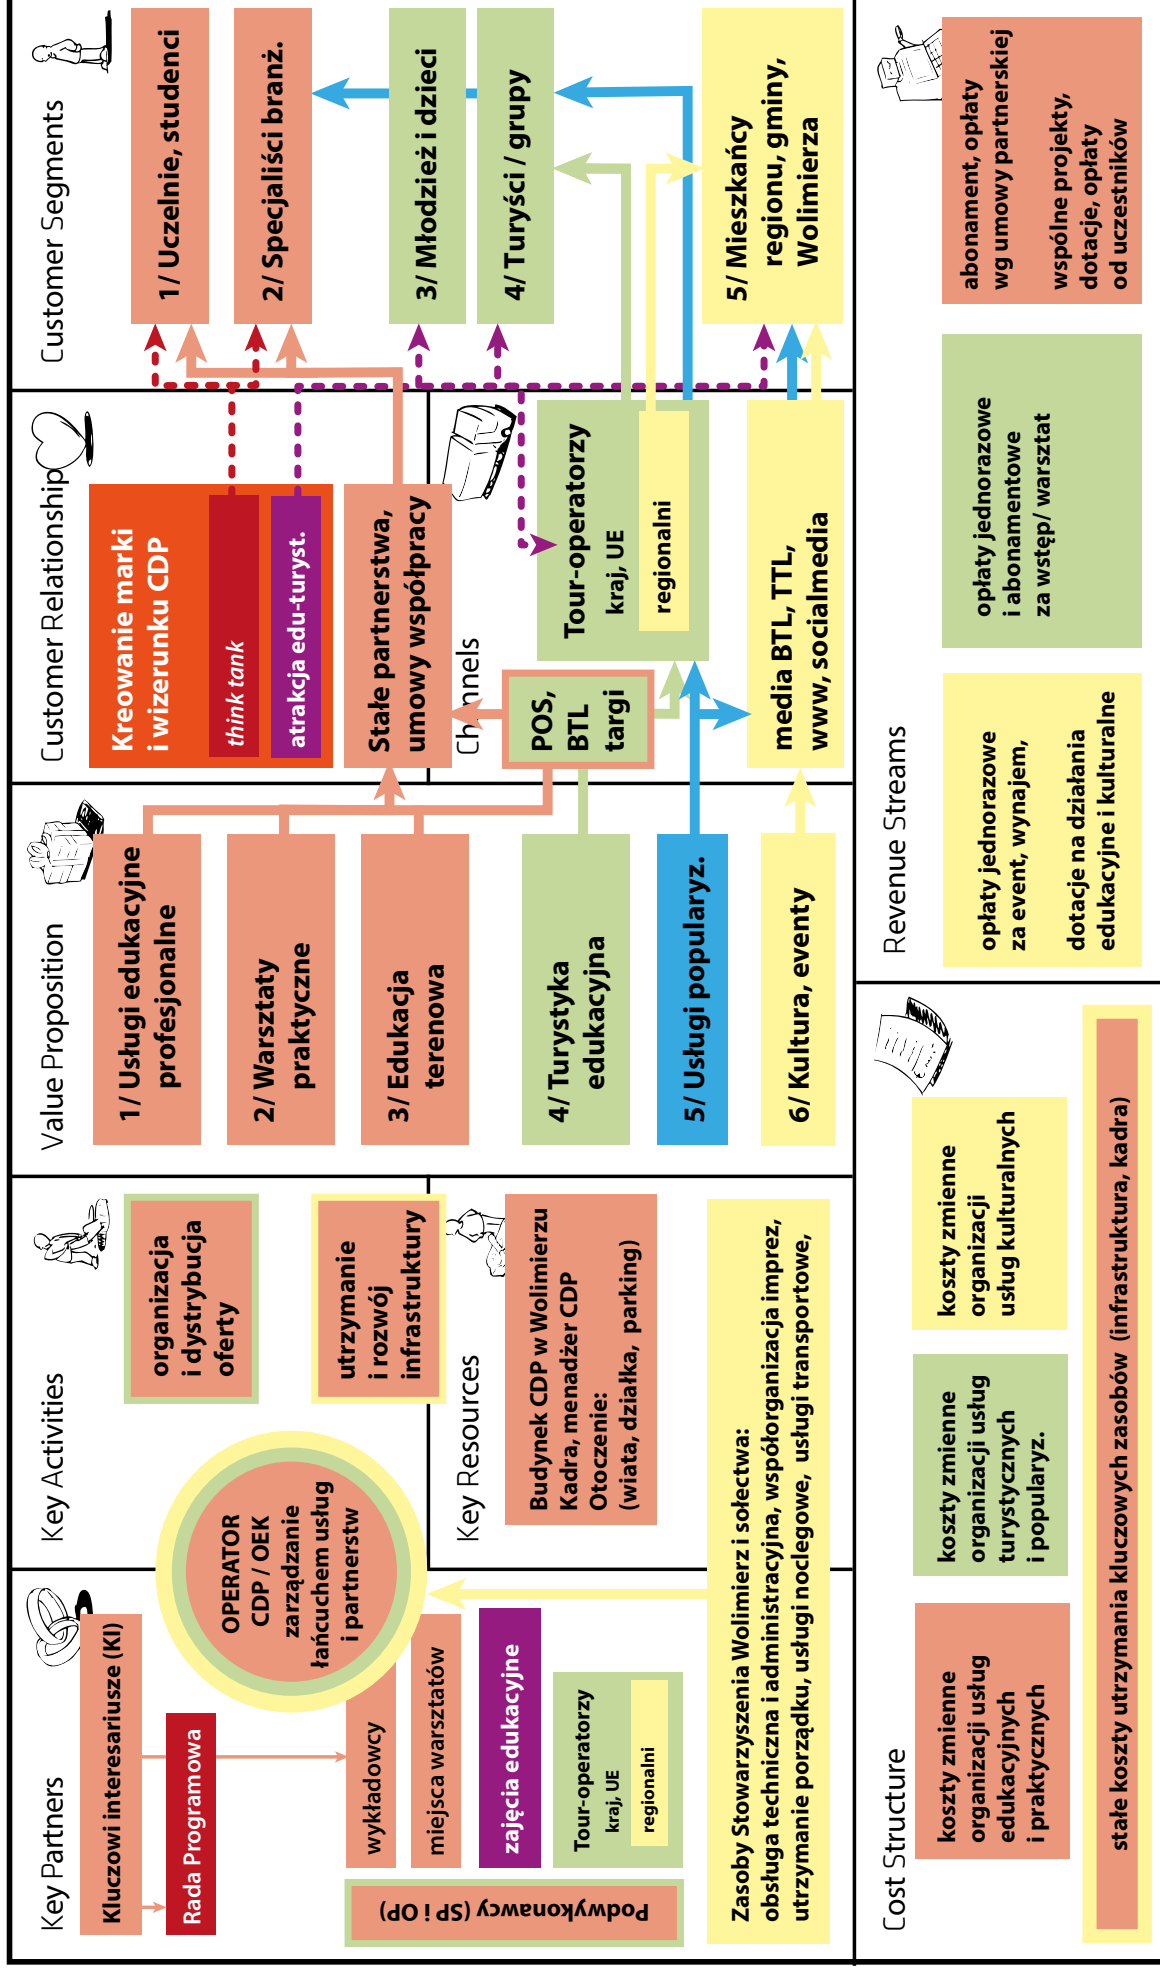 Key Partners
Kluczowi interesariusze (KI)
Rada Programowa
wykładowcy
miejsca warsztatów
zajęcia edukacyjne
Tour-operatorzy
kraj, UE
regionalni
Podwykonawcy (SP i OP)
OPERATOR
CDP / OEK
zarządzanie
łańcuchem usług
i partnerstw
Key Activities
organizacja
i dystrybucja
oferty
utrzymanie
i rozwój
infrastruktury
Key Resources
Budynek CDP w Wolimierzu
Kadra, menadżer CDP
Otoczenie:
(wiata, działka, parking)
Zasoby Stowarzyszenia Wolimierz i sołectwa:
obsługa techniczna i administracyjna, współorganizacja imprez,
utrzymanie porządku, usługi noclegowe, usługi transportowe,
Value Proposition
1/ Usługi edukacyjne
profesjonalne
2/ Warsztaty
praktyczne
3/ Edukacja
terenowa
4/ Turystyka
edukacyjna
5/ Usługi popularyz.
6/ Kultura, eventy
Customer Relationship
Kreowanie marki
i wizerunku CDP
think tank
atrakcja edu-turyst.
Stałe partnerstwa,
umowy współpracy
Channels
POS,
BTL
targi
Tour-operatorzy
kraj, UE
regionalni
media BTL, TTL,
www, socialmedia
Customer Segments
1/ Uczelnie, studenci
2/ Specjaliści branż.
3/ Młodzież i dzieci
4/ Turyści / grupy
5/ Mieszkańcy
regionu, gminy,
Wolimierza
Cost Structure
koszty zmienne
organizacji usług
edukacyjnych
i praktycznych
koszty zmienne
organizacji usług
turystycznych
i popularyz.
koszty zmienne
organizacji
usług kulturalnych
stałe koszty utrzymania kluczowych zasobów (infrastruktura, kadra)
Revenue Streams
opłaty jednorazowe
za event, wynajem,
dotacje na działania
edukacyjne i kulturalne
opłaty jednorazowe
i abonamentowe
za wstęp/ warsztat
abonament, opłaty
wg umowy partnerskiej
wspólne projekty,
dotacje, opłaty
od uczestników